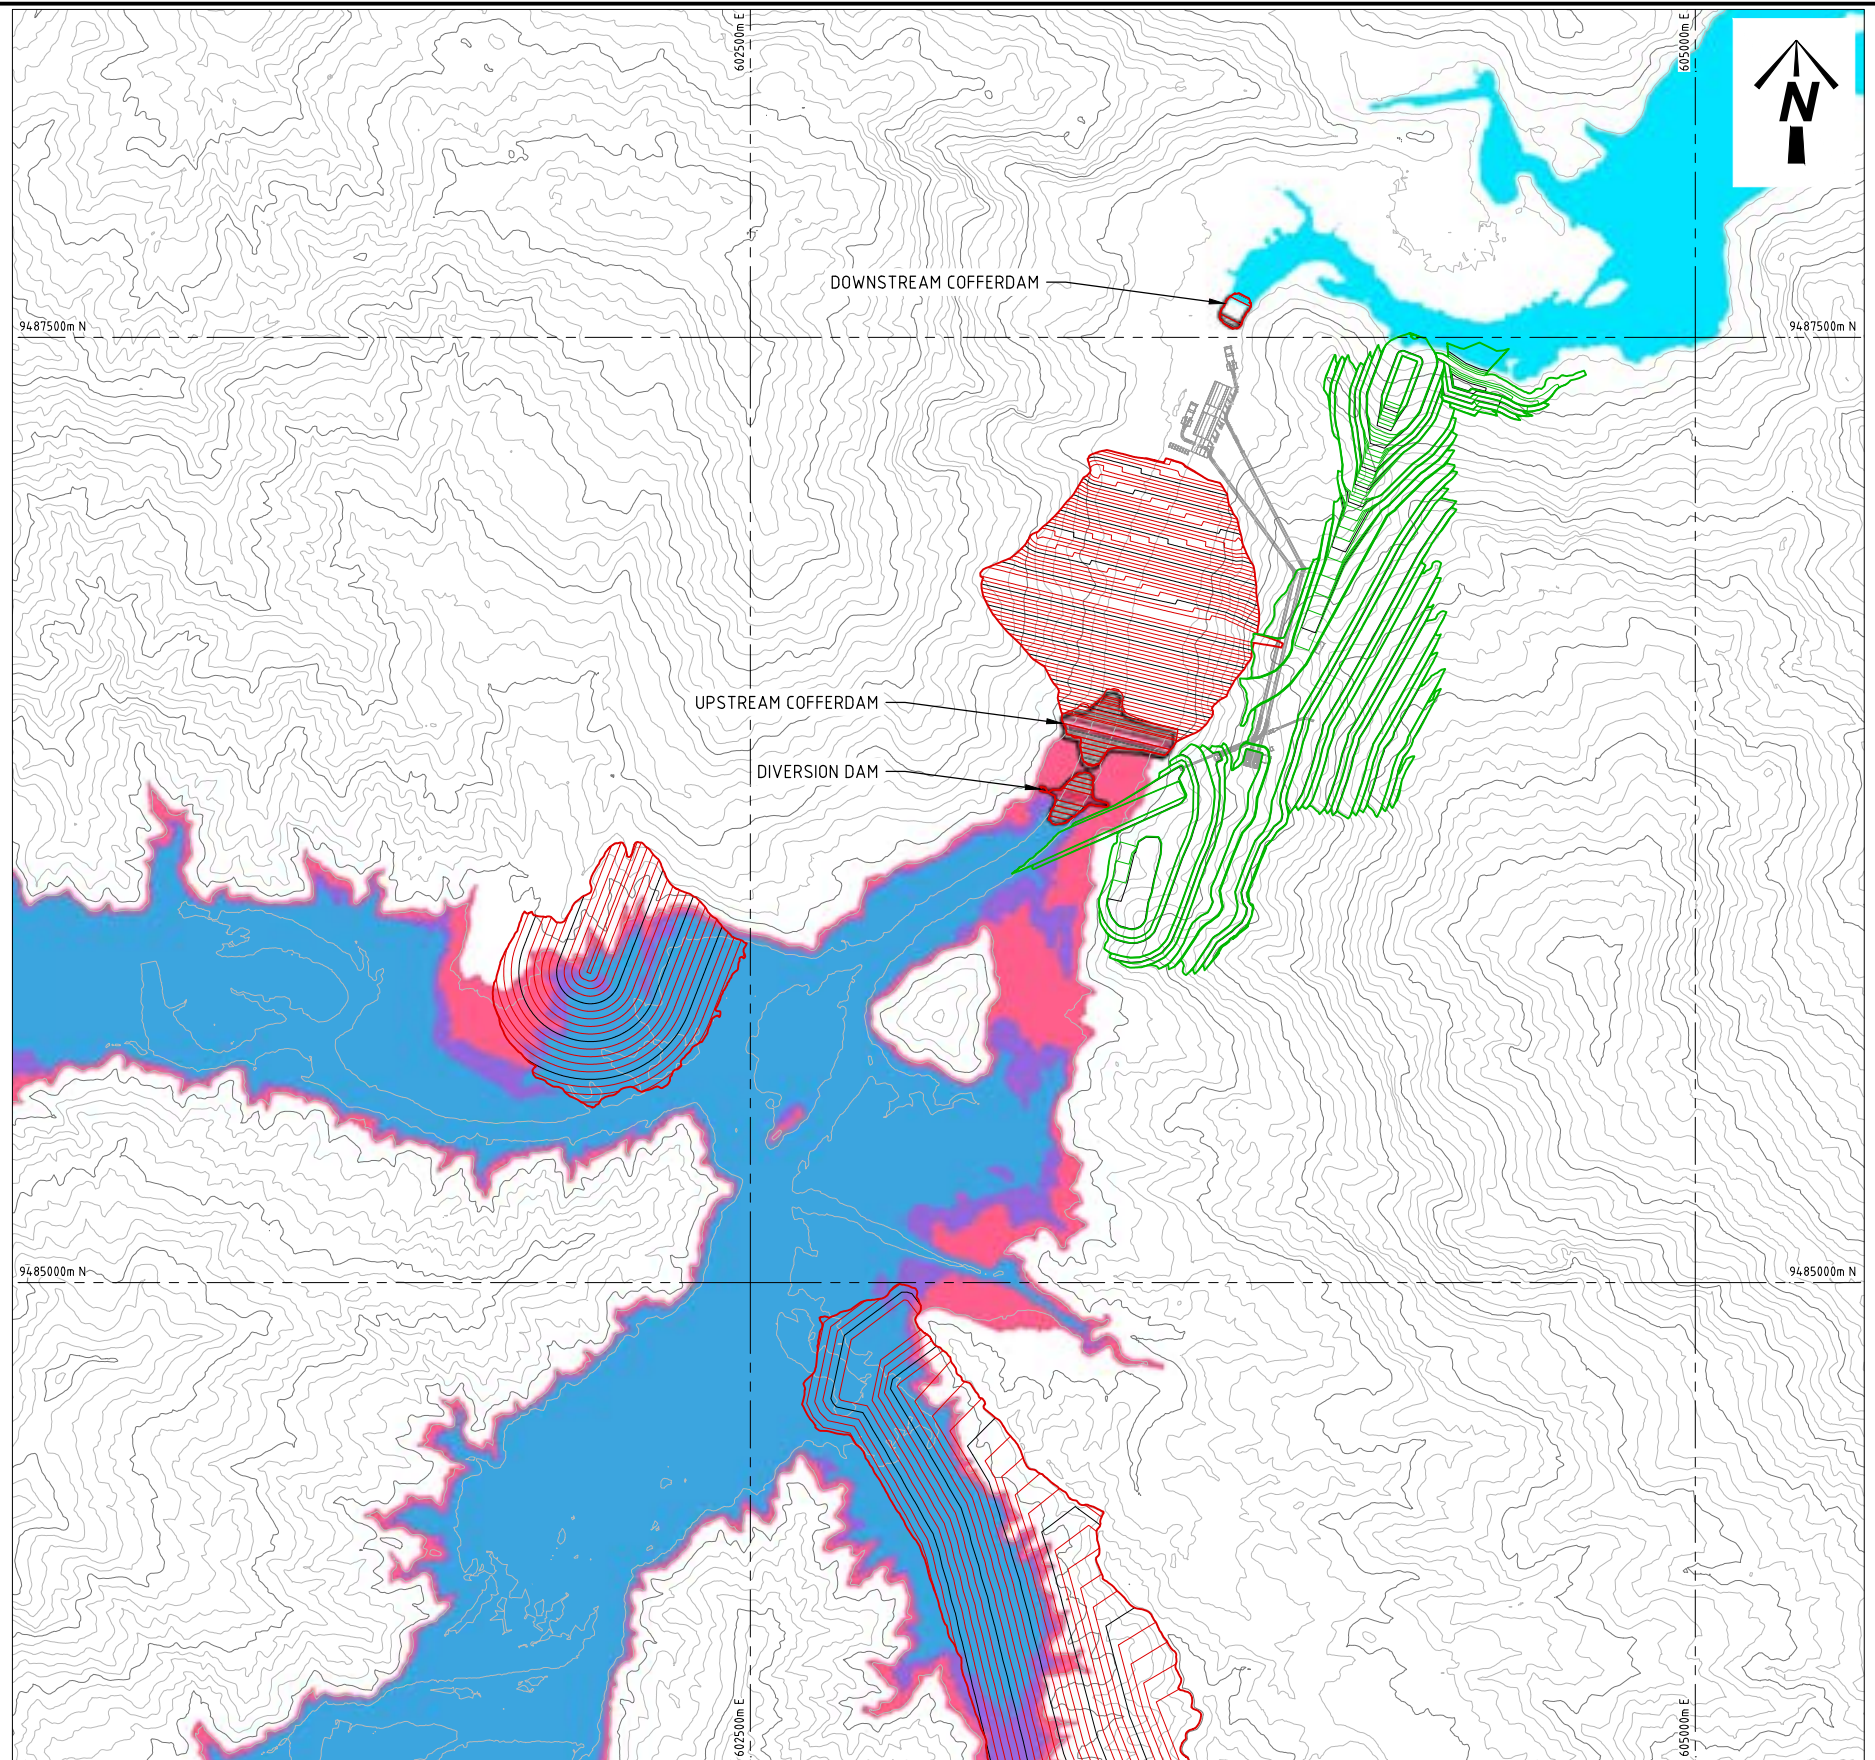 602500m E
605000m E
N
DOWNSTREAM COFFERDAM
9487500m N
9487500m N
UPSTREAM COFFERDAM
DIVERSION DAM
9485000m N
9485000m N
602500m E
605000m E